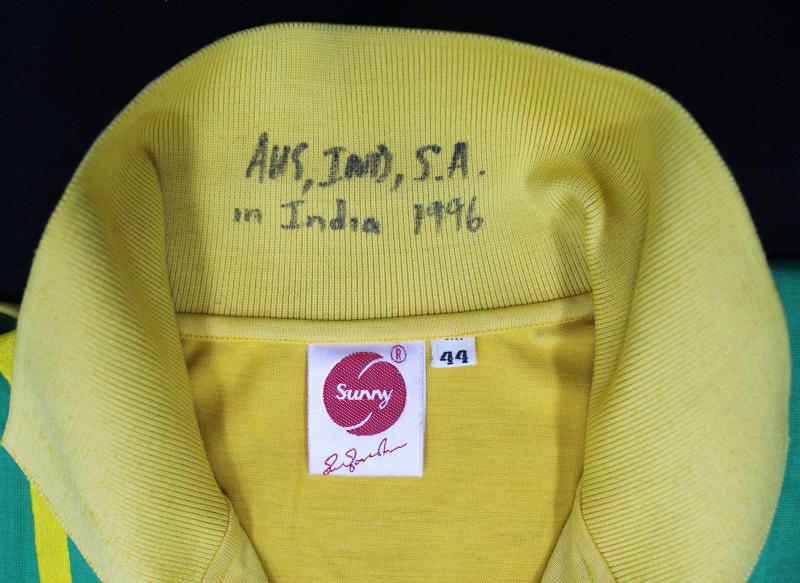 AUS, IND, S.A.
in India 1996
®
Sunny
44